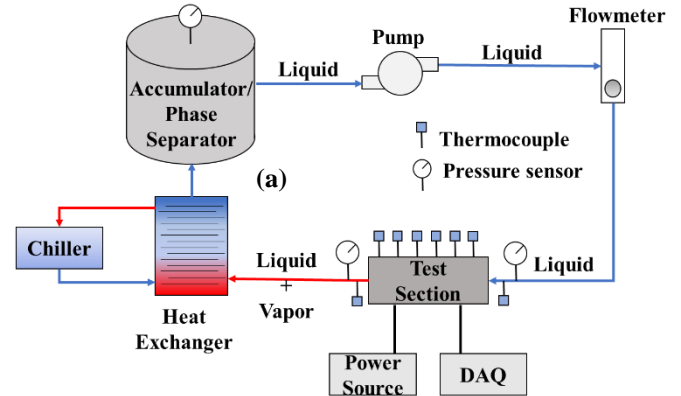 Flowmeter
Pump
Liquid
Liquid
Accumulator/
Phase
Separator
Thermocouple
Pressure sensor
(a)
Chiller
Liquid
+
Vapor
Test
Section
Liquid
Heat
Exchanger
Power
Source
DAQ